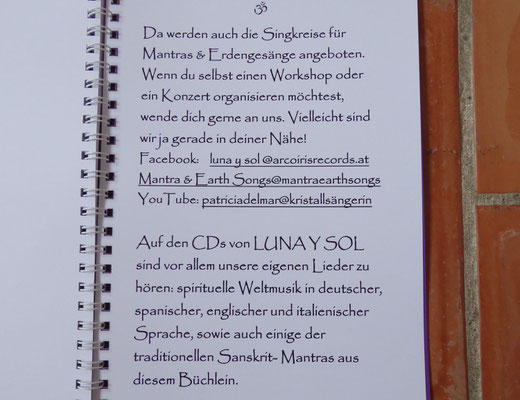 ॐ
Da werden auch die Singkreise für
Mantras & Erdengesänge angeboten.
Wenn du selbst einen Workshop oder
ein Konzert organisieren möchtest,
wende dich gerne an uns. Vielleicht sind
wir ja gerade in deiner Nähe!
Facebook: luna y sol @arcoirisrecords.at
Mantra & Earth Songs@mantraearthsongs
YouTube: patriciadelmar@kristallsängerin
Auf den CDs von LUNA Y SOL
sind vor allem unsere eigenen Lieder zu
hören: spirituelle Weltmusik in deutscher,
spanischer, englischer und italienischer
Sprache, sowie auch einige der
traditionellen Sanskrit- Mantras aus
diesem Büchlein.